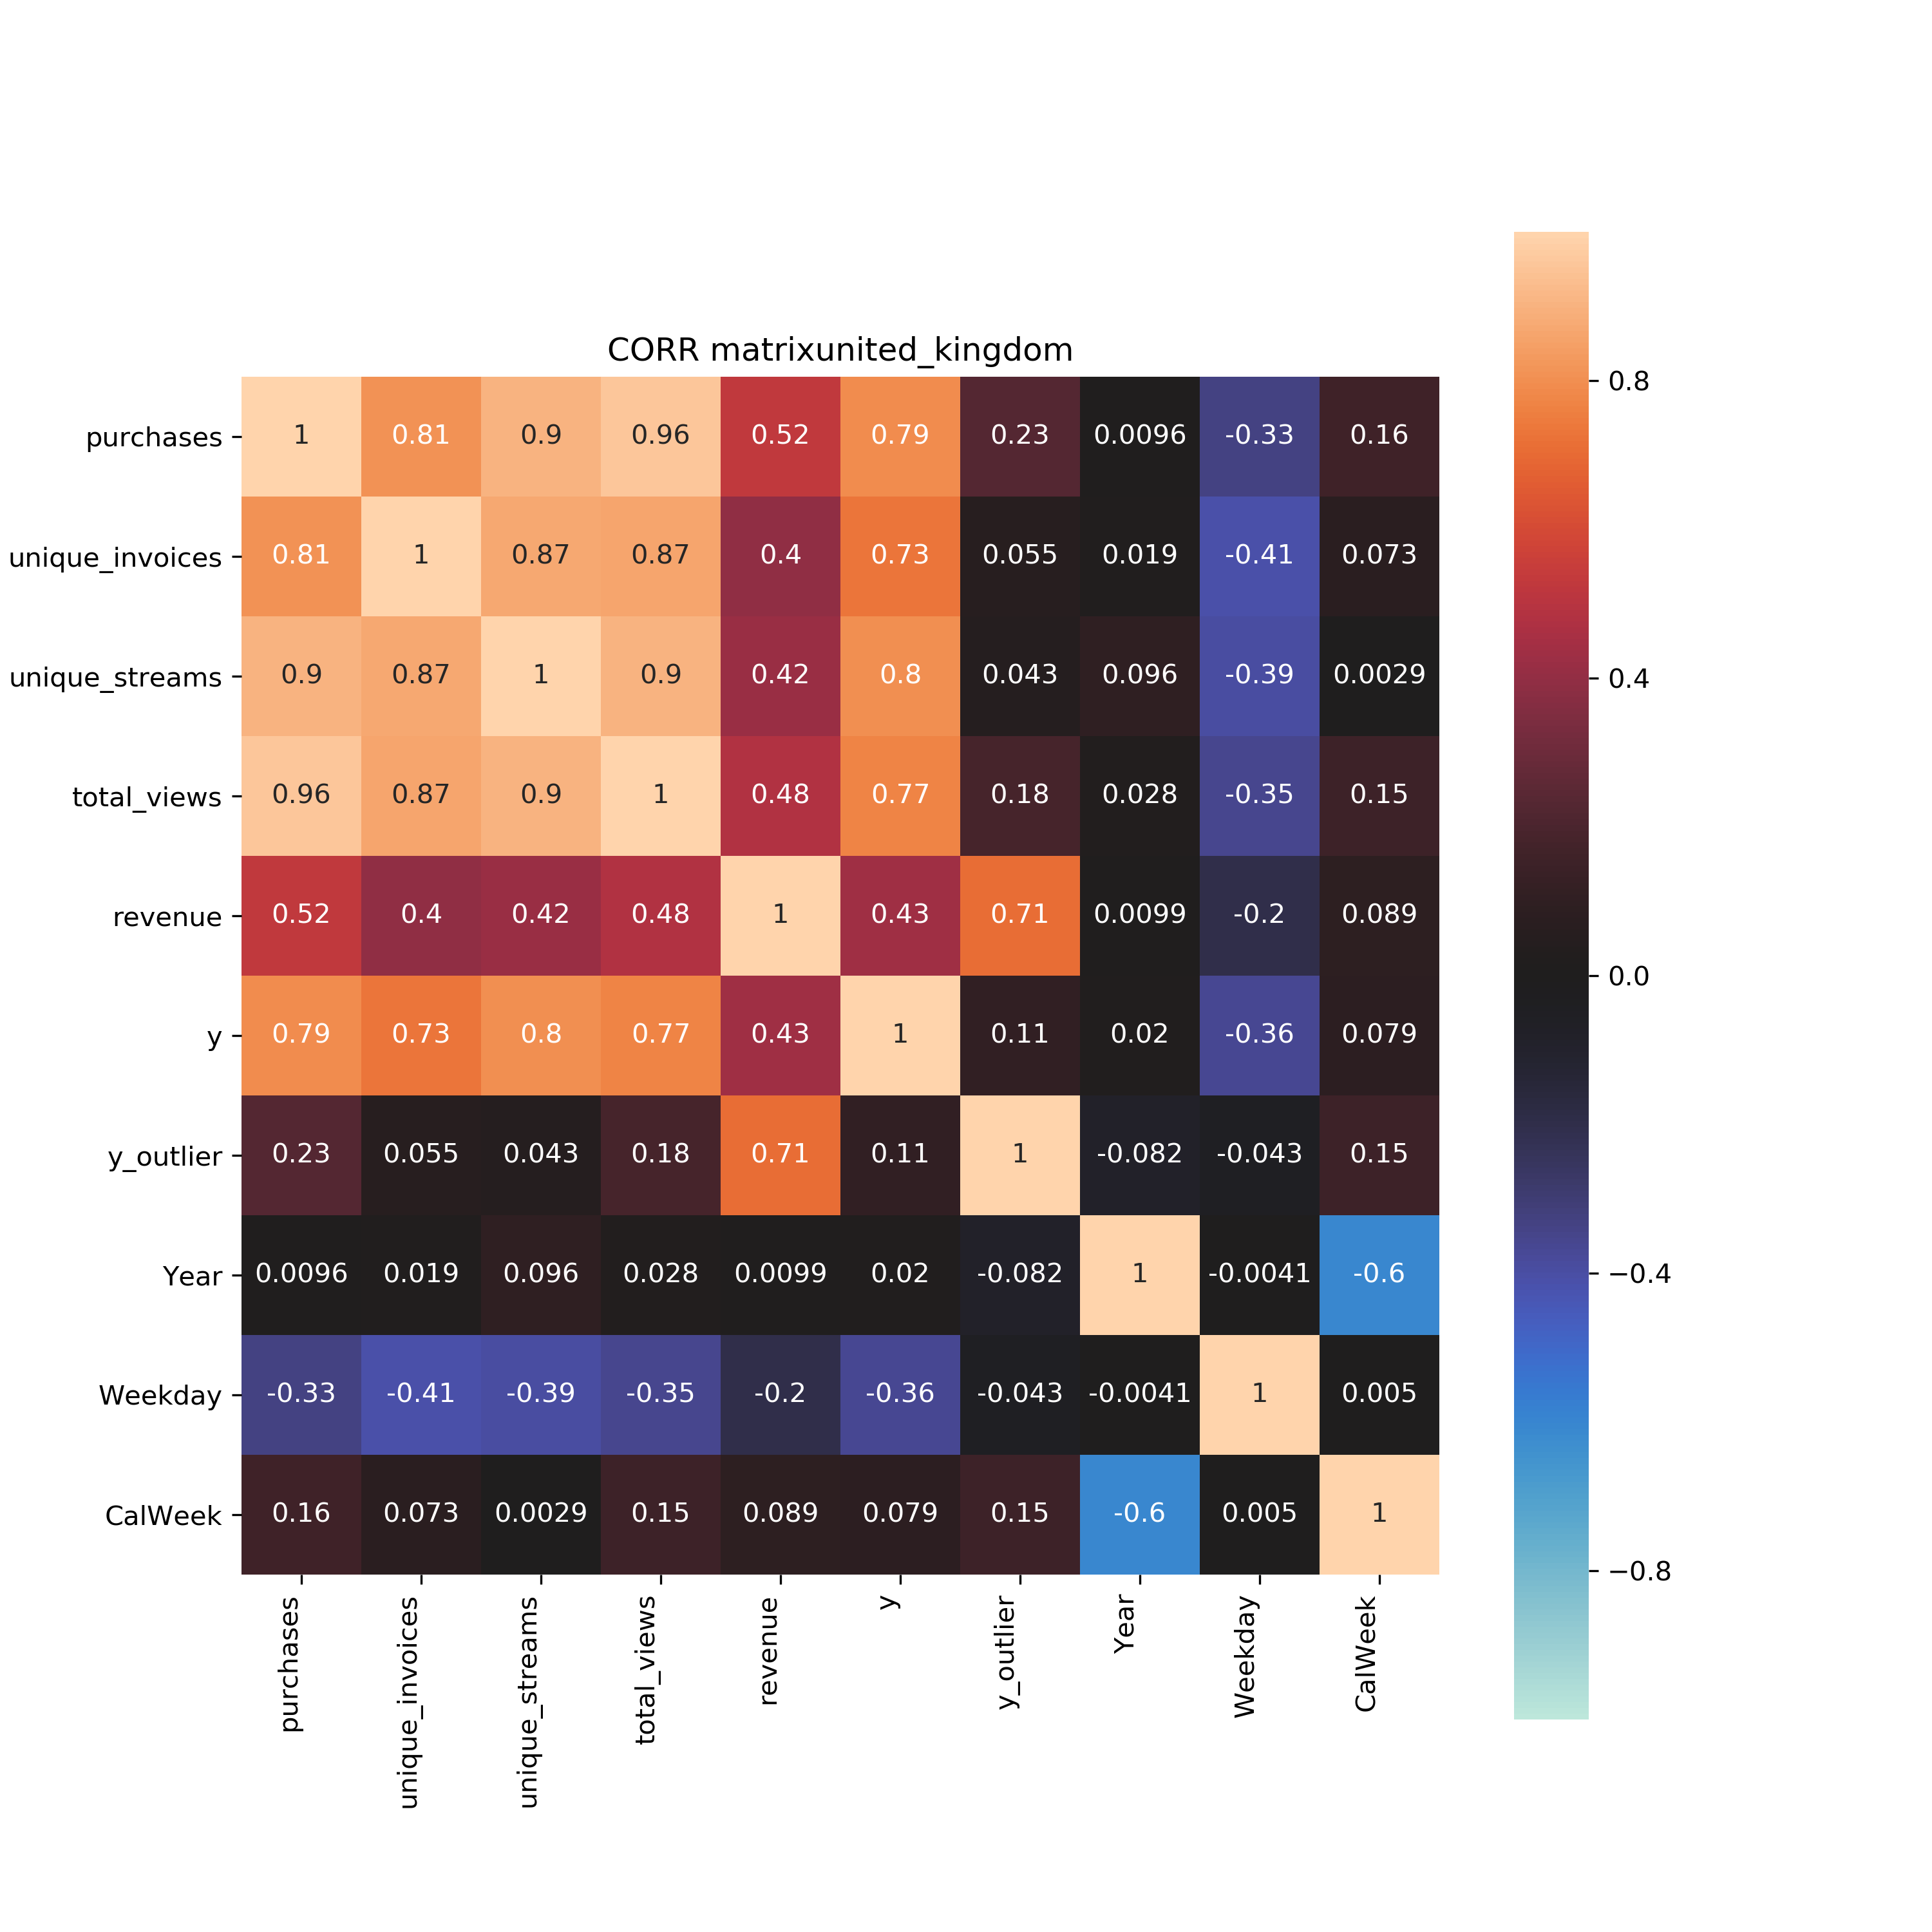 CORR matrixunited_kingdom
purchases 1 0.81 0.9 0.96 0.52 0.79 0.23 0.0096 -0.33 0.16
unique_invoices 0.81 1 0.87 0.87 0.4 0.73 0.055 0.019 -0.41 0.073
unique_streams 0.9 0.87 1 0.9 0.42 0.8 0.043 0.096 -0.39 0.0029
total_views 0.96 0.87 0.9 1 0.48 0.77 0.18 0.028 -0.35 0.15
revenue 0.52 0.4 0.42 0.48 1 0.43 0.71 0.0099 -0.2 0.089
y 0.79 0.73 0.8 0.77 0.43 1 0.11 0.02 -0.36 0.079
y_outlier 0.23 0.055 0.043 0.18 0.71 0.11 1 -0.082 -0.043 0.15
Year 0.0096 0.019 0.096 0.028 0.0099 0.02 -0.082 1 -0.0041 -0.6
Weekday -0.33 -0.41 -0.39 -0.35 -0.2 -0.36 -0.043 -0.0041 1 0.005
CalWeek 0.16 0.073 0.0029 0.15 0.089 0.079 0.15 -0.6 0.005 1
purchases unique_invoices unique_streams total_views revenue y y_outlier Year Weekday CalWeek
0.8
0.4
0.0
−0.4
−0.8